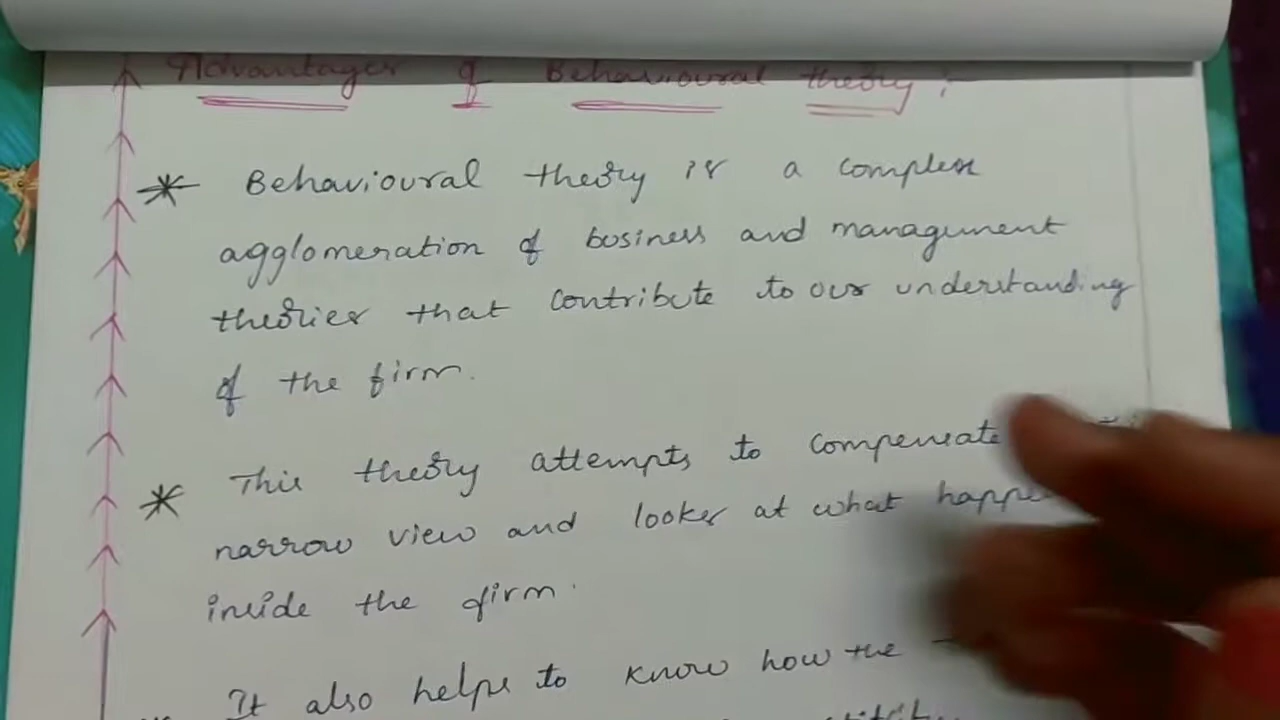 Advantages of Behavioural theory :
* Behavioural theory is a complex
agglomeration of business and management
theories that contribute to our understanding
of the firm.
* This theory attempts to compensate
narrow view and looks at what
inside the firm.
It also helps to know how the